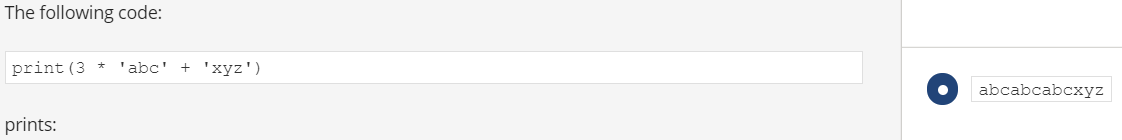 The following code:
print(3 * 'abc' + 'xyz')
abcabcabcxyz
prints: